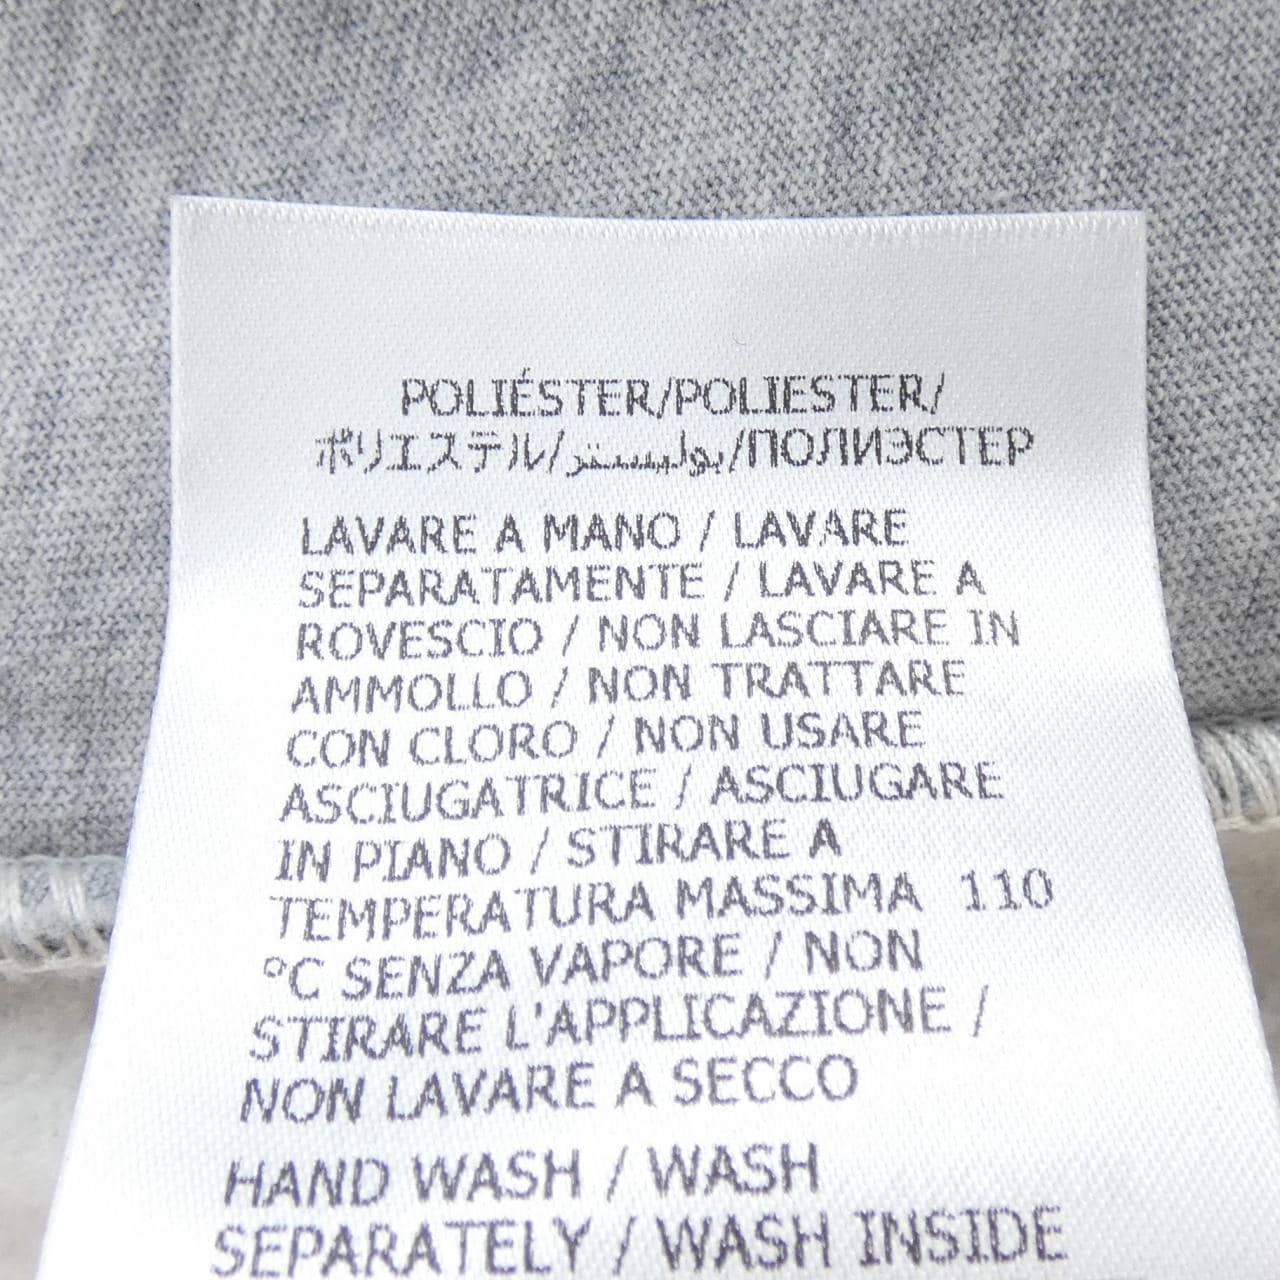 POLIÉSTER/POLIESTER/
ポリエステル/بوليستر/ПОЛИЭСТЕР
LAVARE A MANO / LAVARE
SEPARATAMENTE / LAVARE A
ROVESCIO / NON LASCIARE IN
AMMOLLO / NON TRATTARE
CON CLORO / NON USARE
ASCIUGATRICE / ASCIUGARE
IN PIANO / STIRARE A
TEMPERATURA MASSIMA 110
°C SENZA VAPORE / NON
STIRARE L'APPLICAZIONE /
NON LAVARE A SECCO
HAND WASH / WASH
SEPARATELY / WASH INSIDE